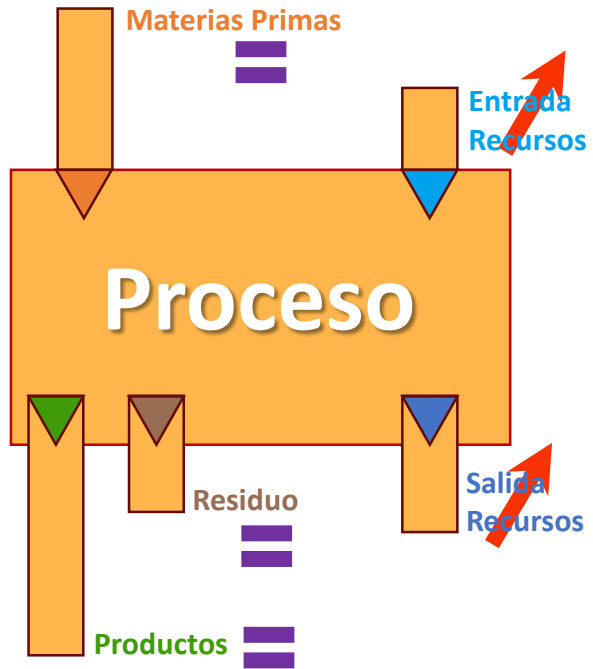 Materias Primas
Entrada
Recursos
Proceso
Residuo
Salida
Recursos
Productos